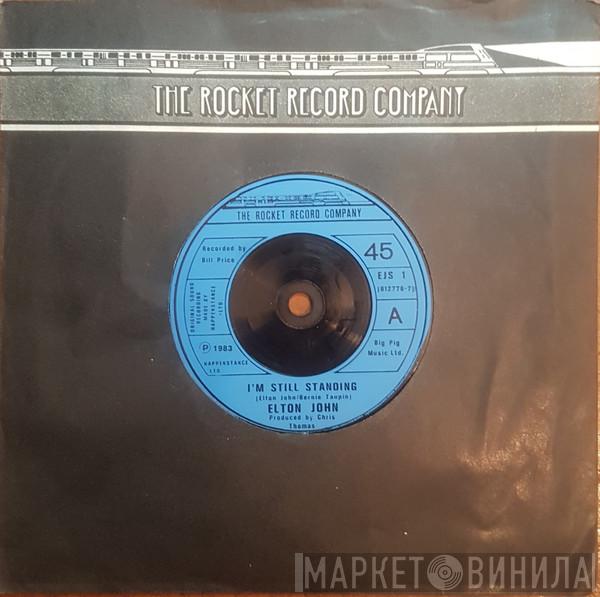 THE ROCKET RECORD COMPANY
THE ROCKET RECORD COMPANY
Recorded by
Bill Price
45
EJS 1
(812776-7)
ORIGINAL SOUND
RECORDING
MADE BY
HAPPENSTANCE
LTD.
A
℗ 1983
Big Pig
Music Ltd.
HAPPENSTANCE
LTD.
I'M STILL STANDING
(Elton John/Bernie Taupin)
ELTON JOHN
Produced by Chris
Thomas
МАРКЕТ ВИНИЛА